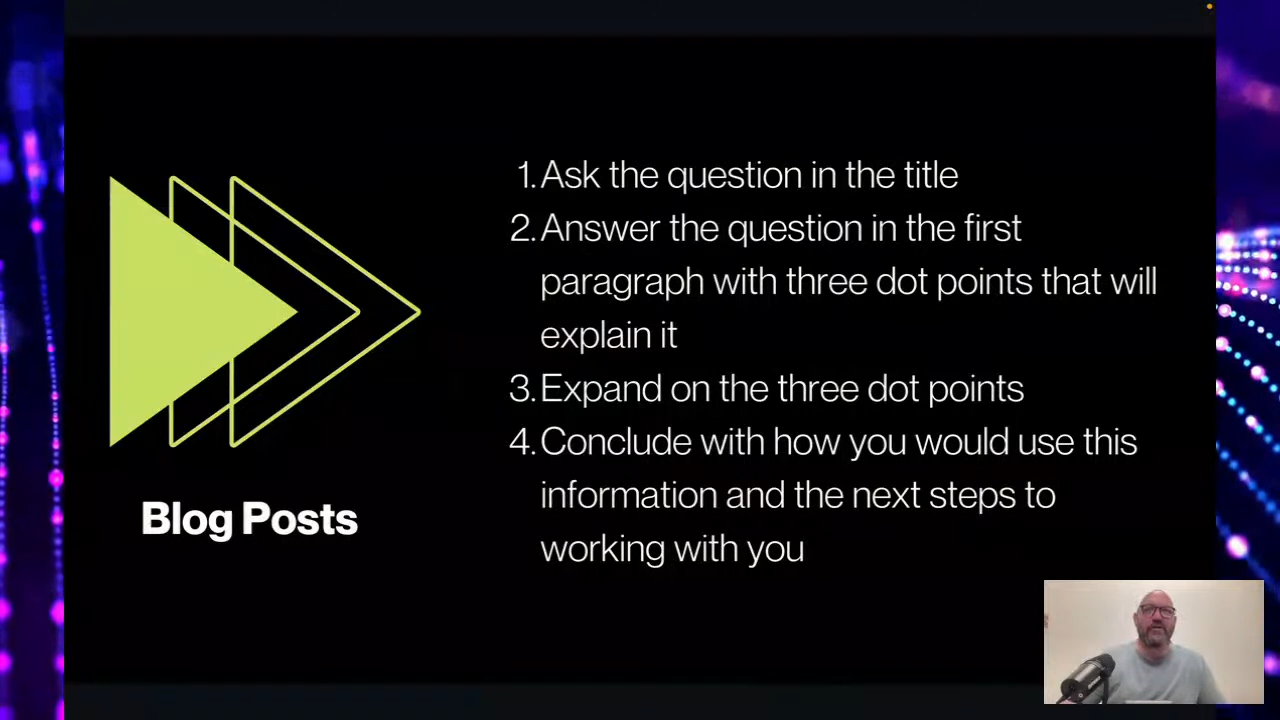 1. Ask the question in the title
2. Answer the question in the first
paragraph with three dot points that will
explain it
3. Expand on the three dot points
4. Conclude with how you would use this
information and the next steps to
working with you
Blog Posts